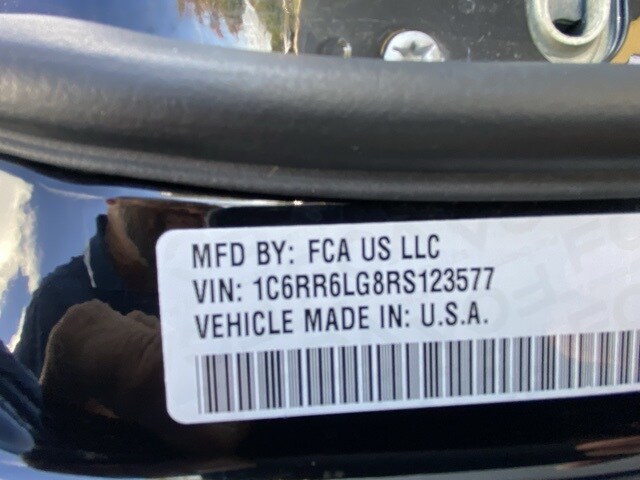 MFD BY: FCA US LLC
VIN: 1C6RR6LG8RS123577
VEHICLE MADE IN: U.S.A.